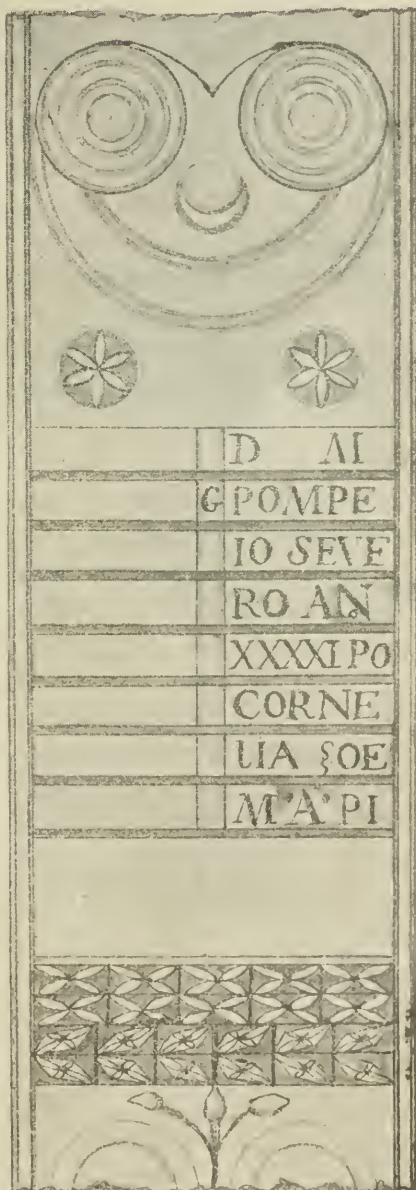 D M
G POMPE
IO SEVE
RO AN
XXXXI PO
CORNE
LIA SOE
M'A'PI